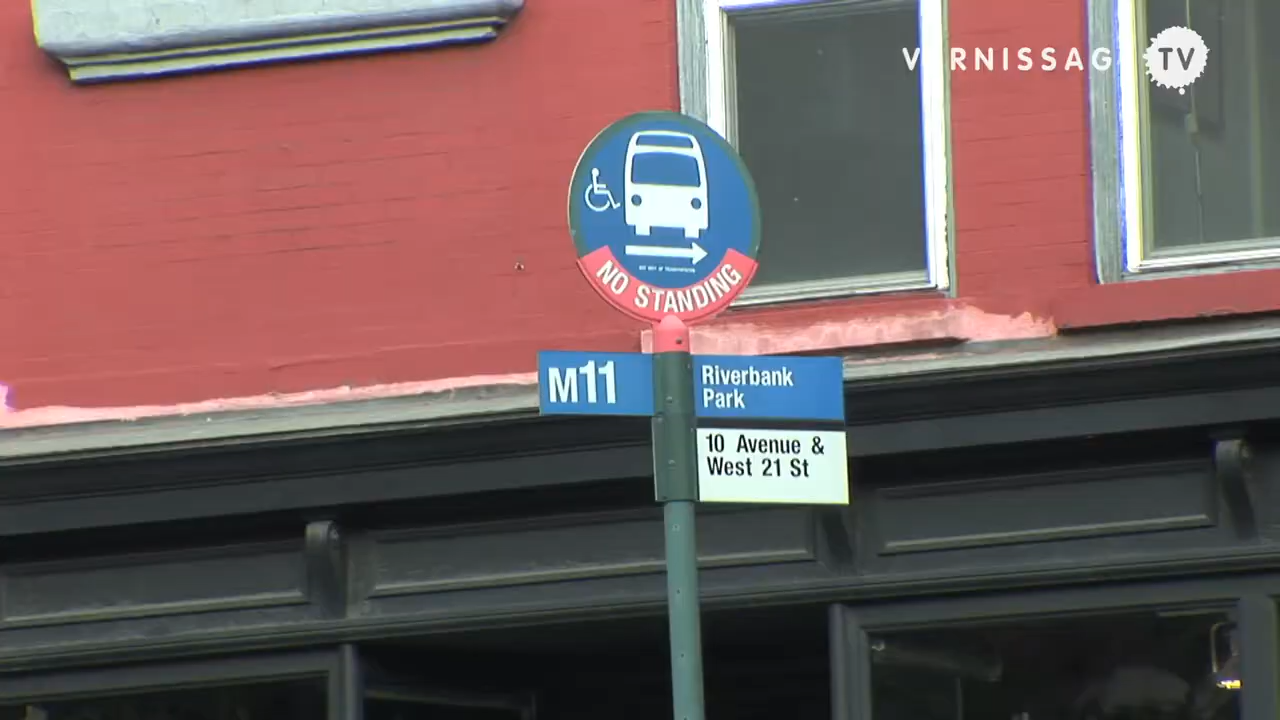 VERNISSAGE TV
NO STANDING
M11
Riverbank
Park
10 Avenue &
West 21 St